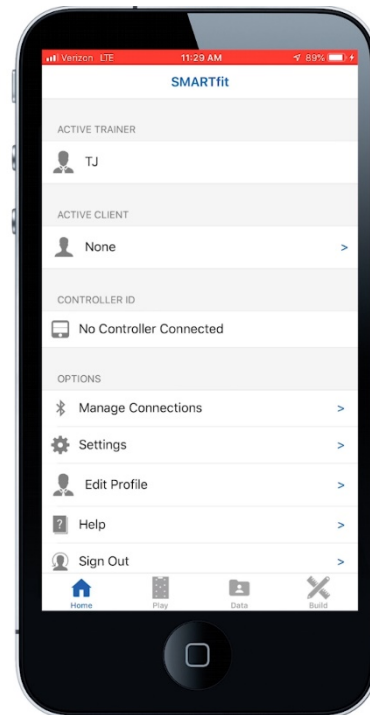 Verizon LTE 11:29 AM 89%
SMARTfit
ACTIVE TRAINER
TJ
ACTIVE CLIENT
None >
CONTROLLER ID
No Controller Connected
OPTIONS
Manage Connections >
Settings >
Edit Profile >
? Help >
Sign Out >
Home Play Data Build